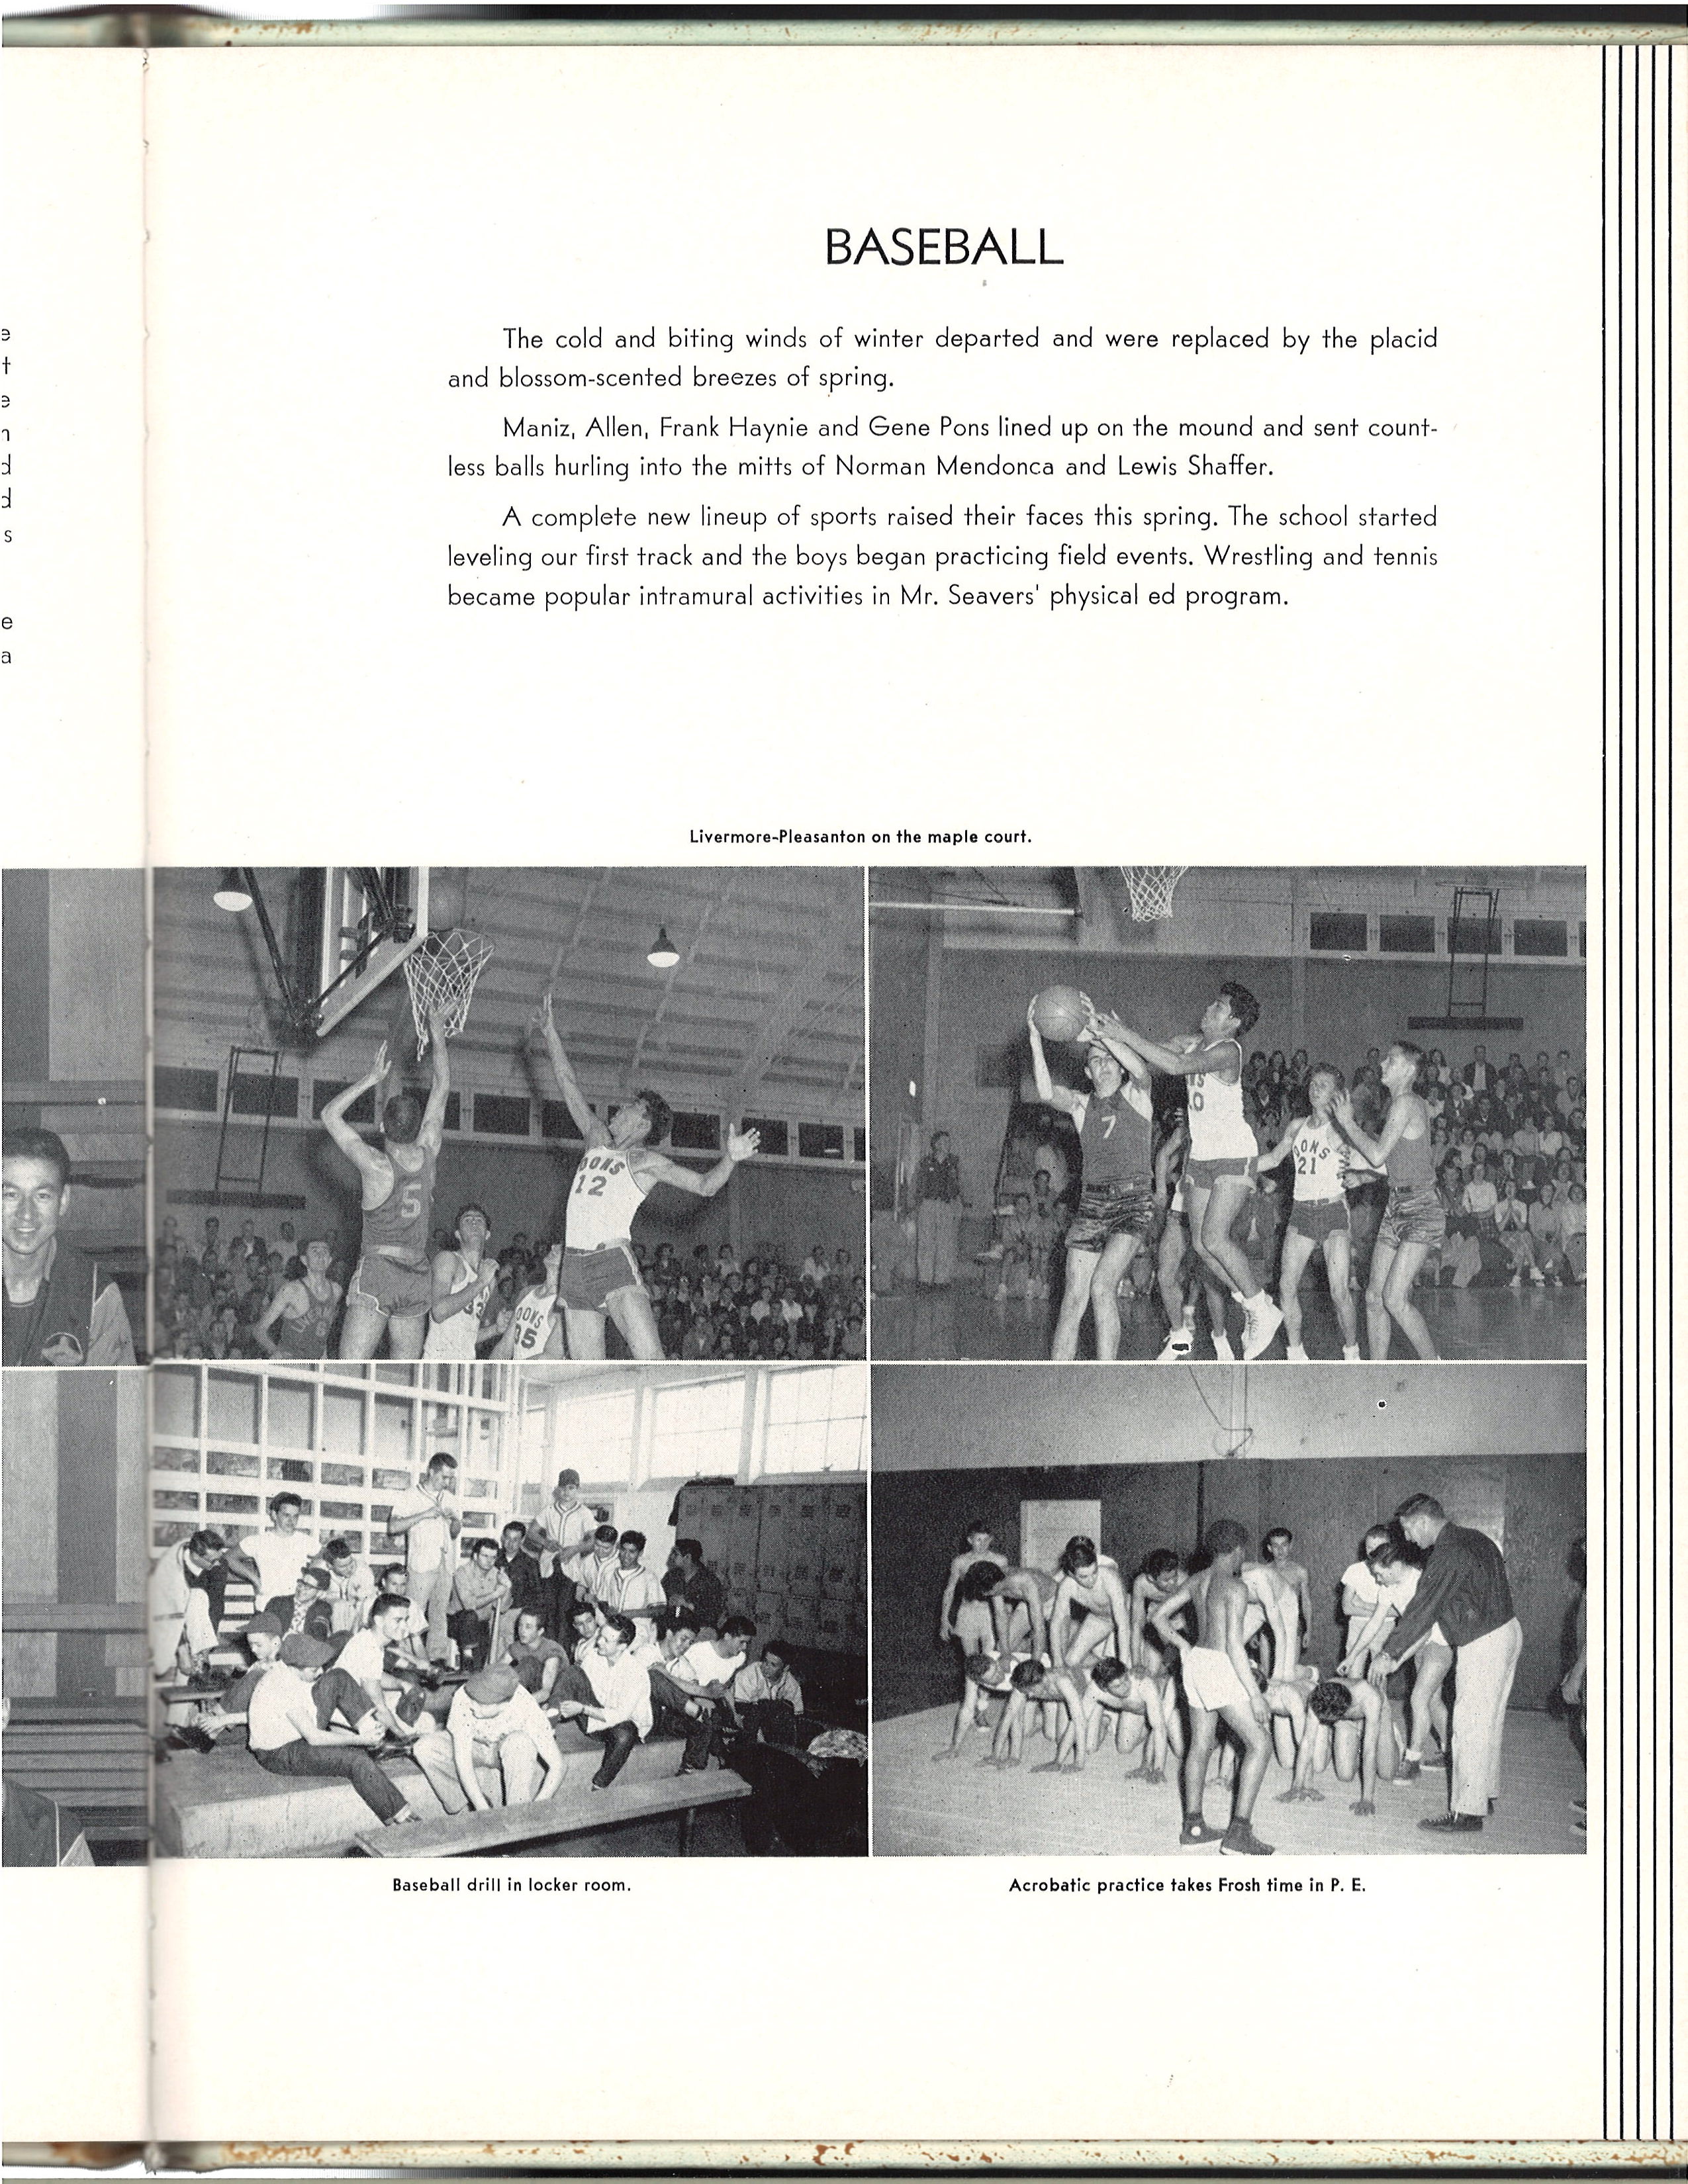 BASEBALL
The cold and biting winds of winter departed and were replaced by the placid
and blossom-scented breezes of spring.
Maniz, Allen, Frank Haynie and Gene Pons lined up on the mound and sent count-
less balls hurling into the mitts of Norman Mendonca and Lewis Shaffer.
A complete new lineup of sports raised their faces this spring. The school started
leveling our first track and the boys began practicing field events. Wrestling and tennis
became popular intramural activities in Mr. Seavers' physical ed program.
Livermore-Pleasanton on the maple court.
5
DONS
12
DONS
35
7
NS
DONS
21
Baseball drill in locker room.
Acrobatic practice takes Frosh time in P. E.